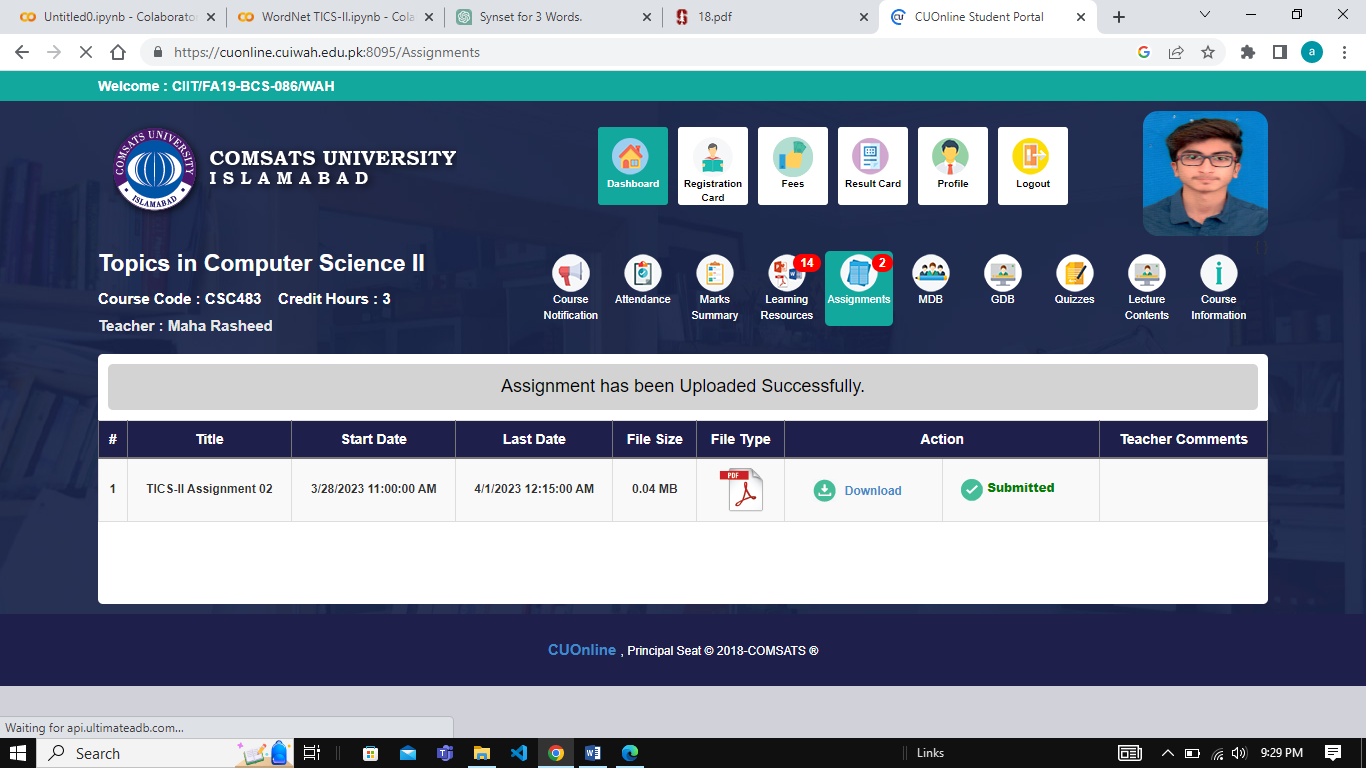 Untitled0.ipynb - Colaborato
WordNet TICS-II.ipynb - Cola
Synset for 3 Words.
18.pdf
CUOnline Student Portal
https://cuonline.cuiwah.edu.pk:8095/Assignments
a
Welcome : CIIT/FA19-BCS-086/WAH
COMSATS UNIVERSITY
ISLAMABAD
COMSATS UNIVERSITY
ISLAMABAD
Dashboard
Registration
Card
Fees
Result Card
Profile
Logout
Topics in Computer Science II
Course Code : CSC483 Credit Hours : 3
Teacher : Maha Rasheed
Course
Notification
Attendance
Marks
Summary
14
Learning
Resources
2
Assignments
MDB
GDB
Quizzes
Lecture
Contents
Course
Information
Assignment has been Uploaded Successfully.
# Title Start Date Last Date File Size File Type Action Teacher Comments
1 TICS-II Assignment 02 3/28/2023 11:00:00 AM 4/1/2023 12:15:00 AM 0.04 MB PDF Download Submitted
CUOnline , Principal Seat © 2018-COMSATS ®
Waiting for api.ultimateadb.com...
Search
Links
9:29 PM